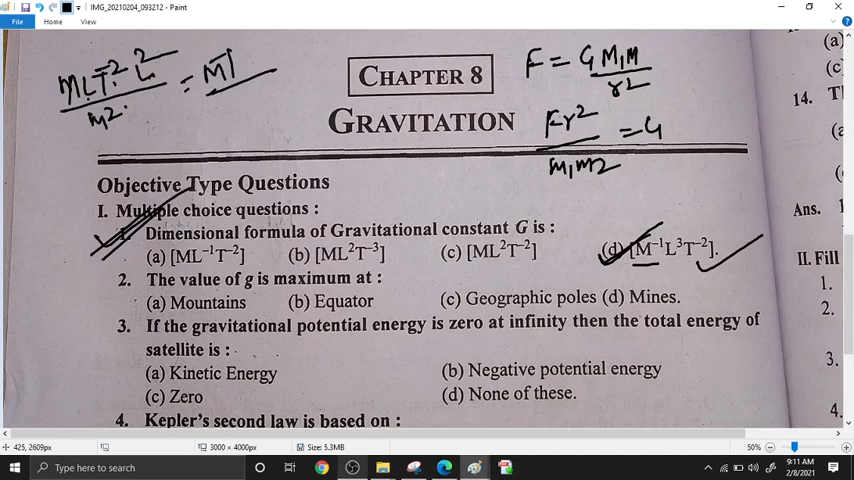 IMG_20210204_093212 - Paint
File Home View
MLT⁻² L²
= M⁻¹
M²
CHAPTER 8
GRAVITATION
F = G M₁M
r2
Fr²
= G
M₁M2
Objective Type Questions
I. Multiple choice questions :
1. Dimensional formula of Gravitational constant G is :
(a) [ML⁻¹T⁻²] (b) [ML²T⁻³] (c) [ML²T⁻²] (d) [M⁻¹L³T⁻²].
2. The value of g is maximum at :
(a) Mountains (b) Equator (c) Geographic poles (d) Mines.
3. If the gravitational potential energy is zero at infinity then the total energy of
satellite is :
(a) Kinetic Energy (b) Negative potential energy
(c) Zero (d) None of these.
4. Kepler's second law is based on :
(a)
(c)
14. T
(a
(c
Ans.
II. Fill
1.
2.
3.
4.
425, 2609px 3000 × 4000px Size: 5.3MB 50%
Type here to search
9:11 AM
2/8/2021